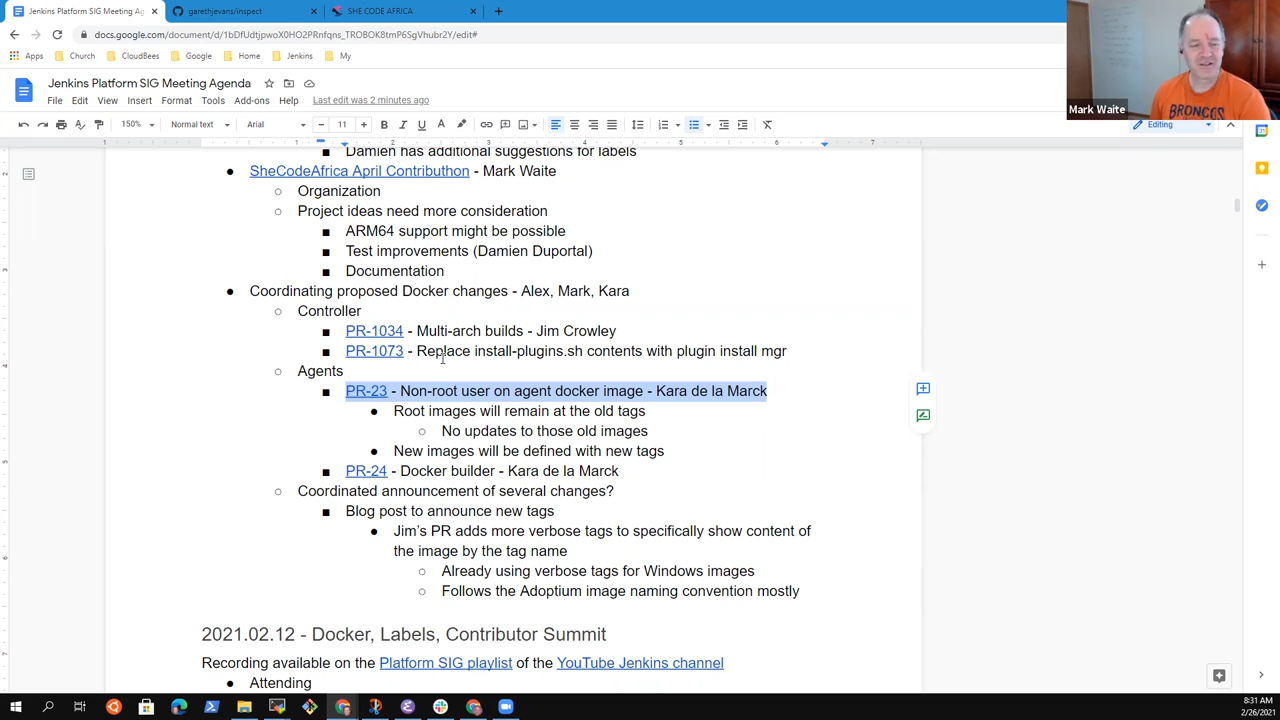 Jenkins Platform SIG Meeting Ag
garethjevans/inspect
SHE CODE AFRICA
docs.google.com/document/d/1bDfUdtjpwoX0HO2PRnfqns_TROBOK8tmP6SgVhubr2Y/edit#
Apps
Church
CloudBees
Google
Home
Jenkins
My
Jenkins Platform SIG Meeting Agenda
File Edit View Insert Format Tools Add-ons Help Last edit was 2 minutes ago
150% Normal text Arial 11 B I U A
Editing
Mark Waite
BRONCOS
1 1 2 3 4 5 6 7
Damien has additional suggestions for labels
SheCodeAfrica April Contributhon - Mark Waite
Organization
Project ideas need more consideration
ARM64 support might be possible
Test improvements (Damien Duportal)
Documentation
Coordinating proposed Docker changes - Alex, Mark, Kara
Controller
PR-1034 - Multi-arch builds - Jim Crowley
PR-1073 - Replace install-plugins.sh contents with plugin install mgr
Agents
PR-23 - Non-root user on agent docker image - Kara de la Marck
Root images will remain at the old tags
No updates to those old images
New images will be defined with new tags
PR-24 - Docker builder - Kara de la Marck
Coordinated announcement of several changes?
Blog post to announce new tags
Jim's PR adds more verbose tags to specifically show content of
the image by the tag name
Already using verbose tags for Windows images
Follows the Adoptium image naming convention mostly
2021.02.12 - Docker, Labels, Contributor Summit
Recording available on the Platform SIG playlist of the YouTube Jenkins channel
Attending
8:31 AM
2/26/2021